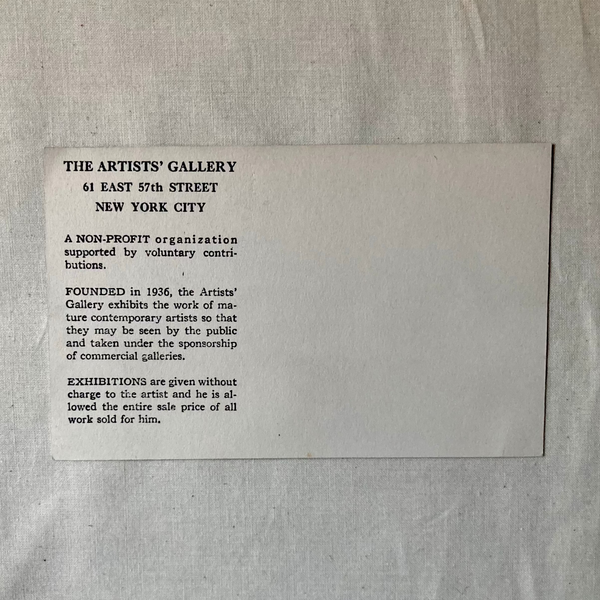 THE ARTISTS' GALLERY
61 EAST 57th STREET
NEW YORK CITY
A NON-PROFIT organization
supported by voluntary contri-
butions.
FOUNDED in 1936, the Artists'
Gallery exhibits the work of ma-
ture contemporary artists so that
they may be seen by the public
and taken under the sponsorship
of commercial galleries.
EXHIBITIONS are given without
charge to the artist and he is al-
lowed the entire sale price of all
work sold for him.